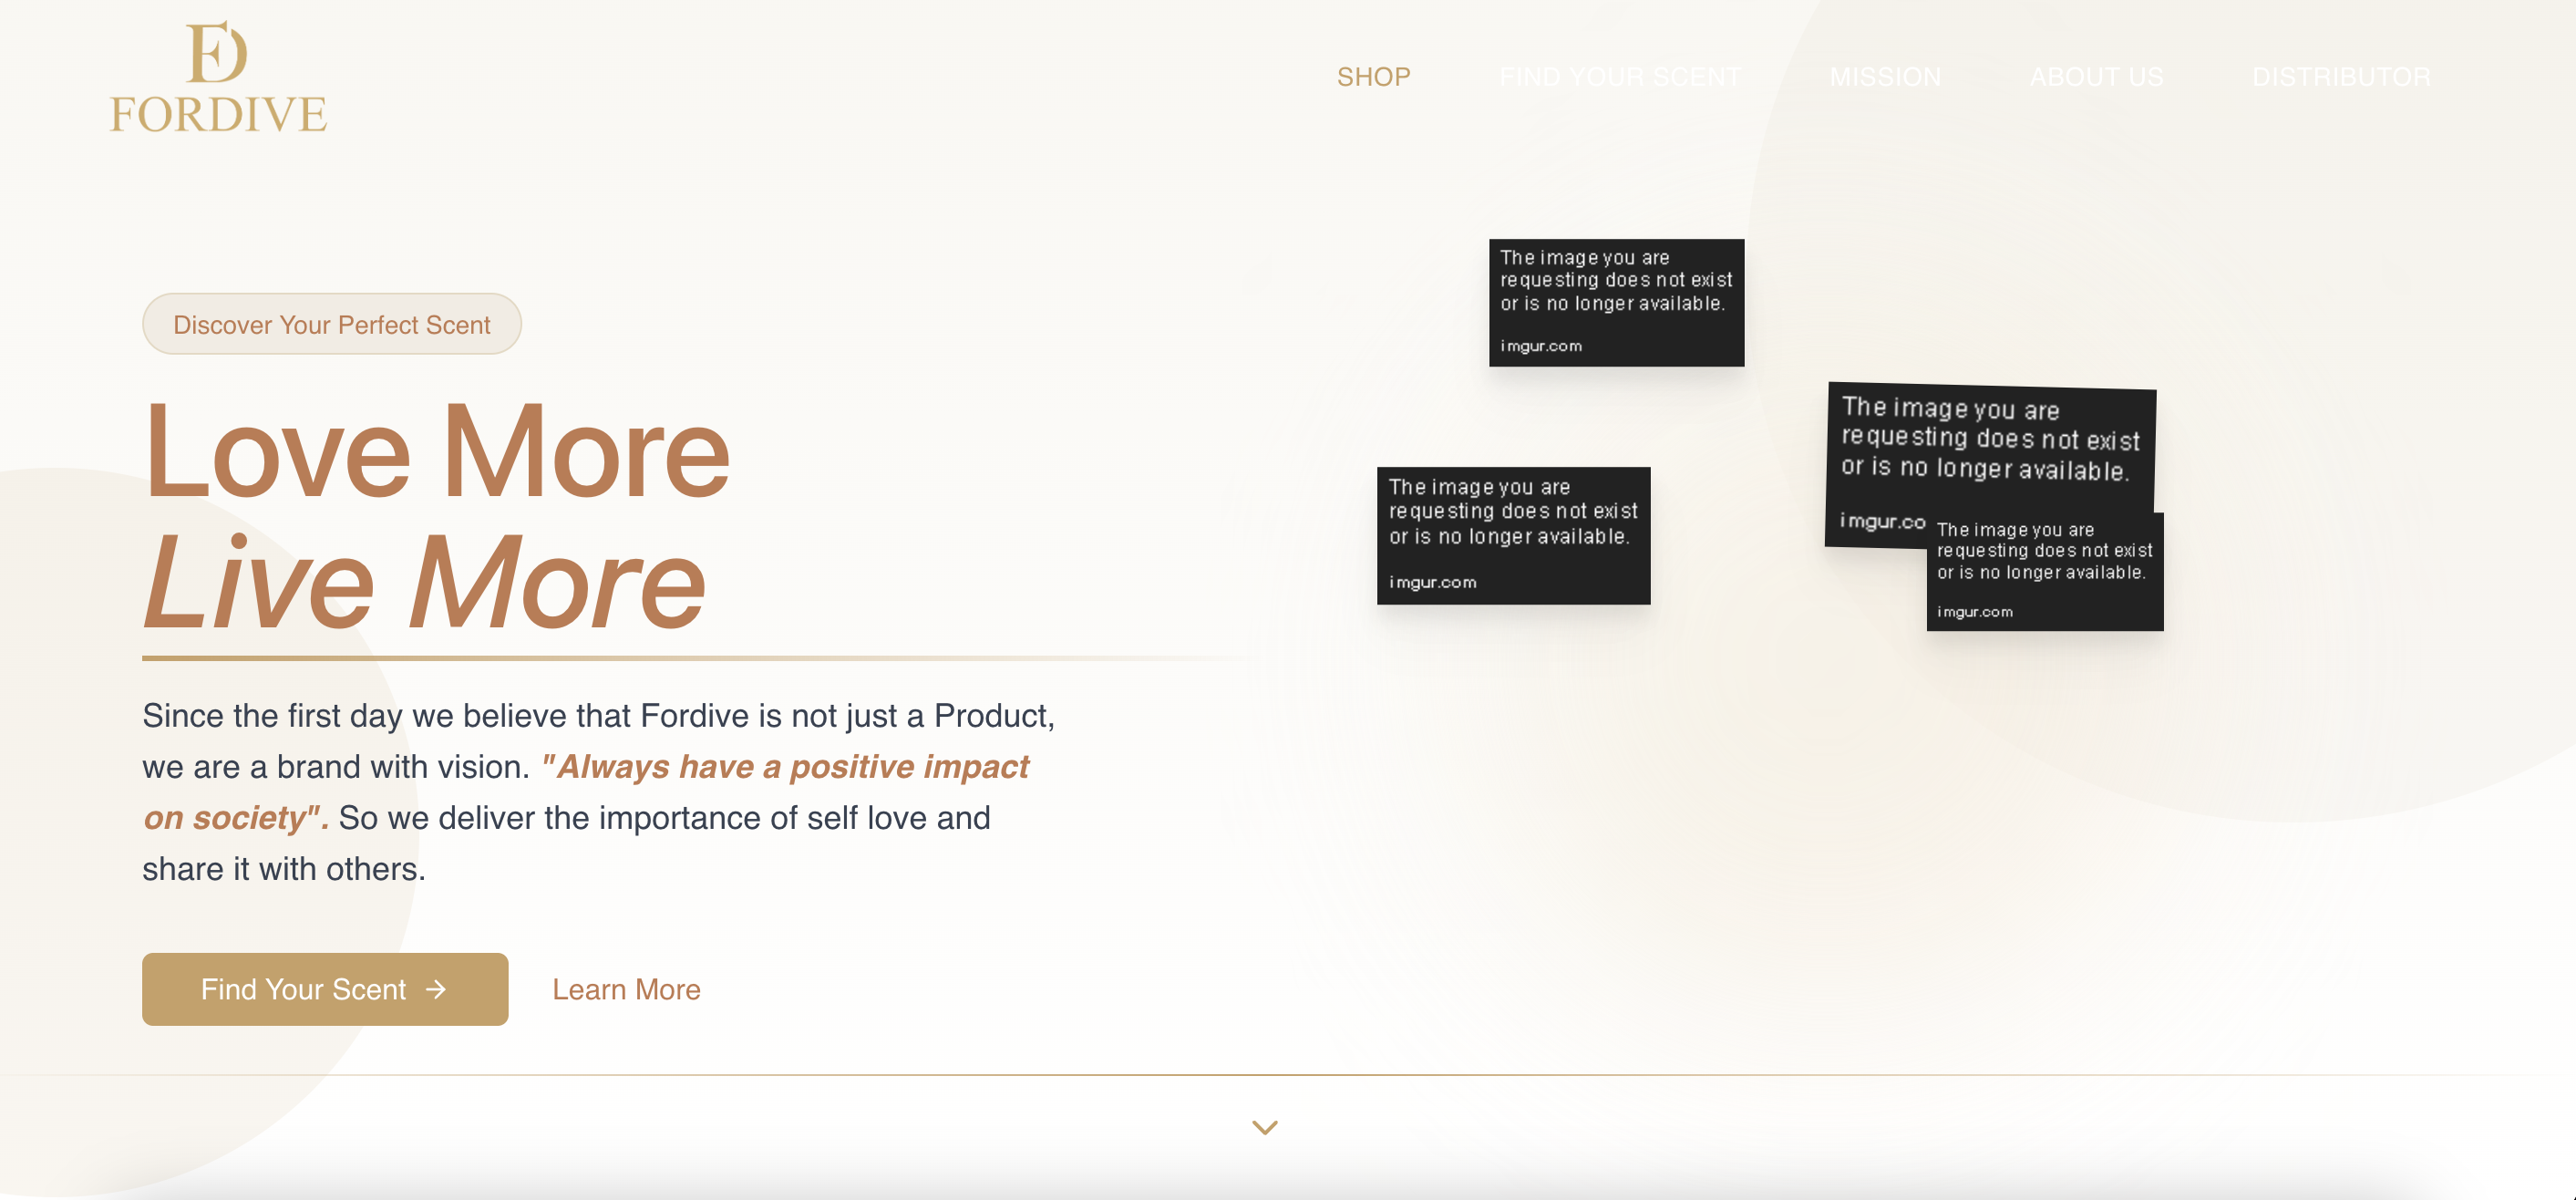 FD
FORDIVE
SHOP
FIND YOUR SCENT
MISSION
ABOUT US
DISTRIBUTOR
Discover Your Perfect Scent
Love More
Live More
Since the first day we believe that Fordive is not just a Product,
we are a brand with vision. "Always have a positive impact
on society". So we deliver the importance of self love and
share it with others.
Find Your Scent →
Learn More
The image you are
requesting does not exist
or is no longer available.
imgur.com
The image you are
requesting does not exist
or is no longer available.
imgur.co
The image you are
requesting does not exist
or is no longer available.
imgur.com
The image you are
requesting does not exist
or is no longer available.
imgur.com